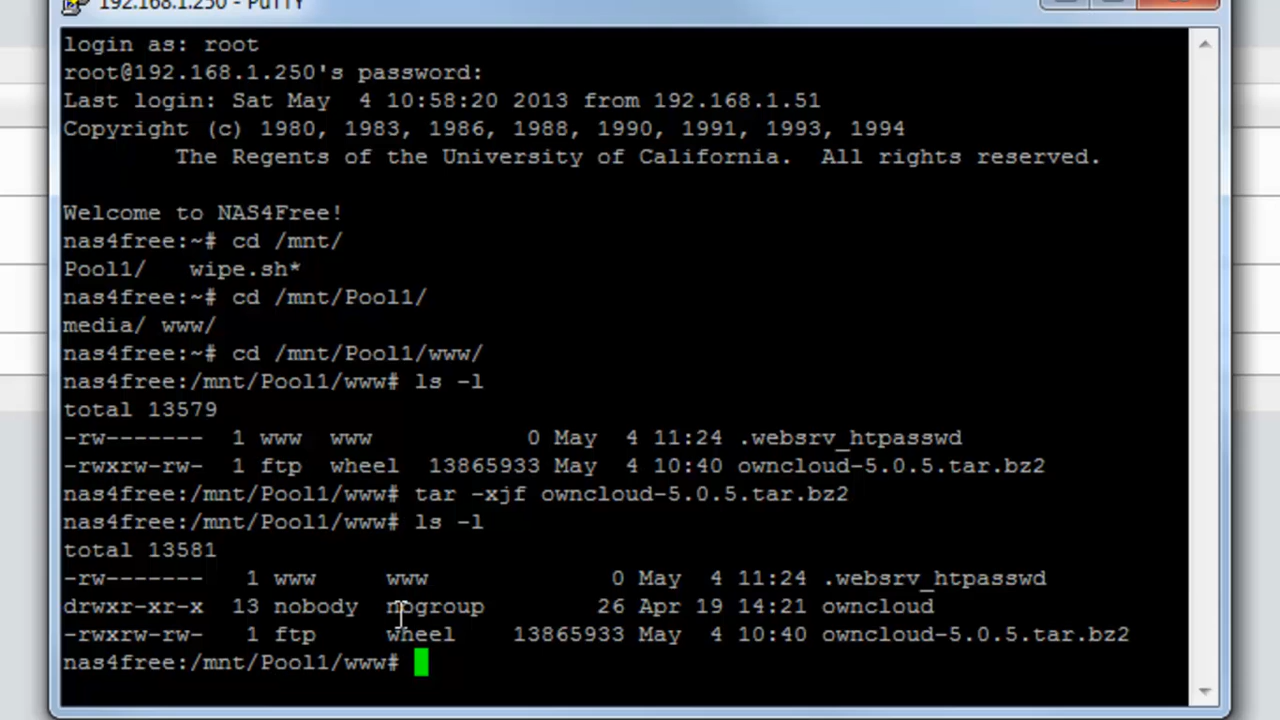 192.168.1.250 - PuTTY
login as: root
root@192.168.1.250's password:
Last login: Sat May  4 10:58:20 2013 from 192.168.1.51
Copyright (c) 1980, 1983, 1986, 1988, 1990, 1991, 1993, 1994
        The Regents of the University of California.  All rights reserved.
Welcome to NAS4Free!
nas4free:~# cd /mnt/
Pool1/   wipe.sh*
nas4free:~# cd /mnt/Pool1/
media/ www/
nas4free:~# cd /mnt/Pool1/www/
nas4free:/mnt/Pool1/www# ls -l
total 13579
-rw-------  1 www  www           0 May  4 11:24 .websrv_htpasswd
-rwxrw-rw-  1 ftp  wheel  13865933 May  4 10:40 owncloud-5.0.5.tar.bz2
nas4free:/mnt/Pool1/www# tar -xjf owncloud-5.0.5.tar.bz2
nas4free:/mnt/Pool1/www# ls -l
total 13581
-rw-------   1 www     www             0 May  4 11:24 .websrv_htpasswd
drwxr-xr-x  13 nobody  nogroup        26 Apr 19 14:21 owncloud
-rwxrw-rw-   1 ftp     wheel    13865933 May  4 10:40 owncloud-5.0.5.tar.bz2
nas4free:/mnt/Pool1/www#